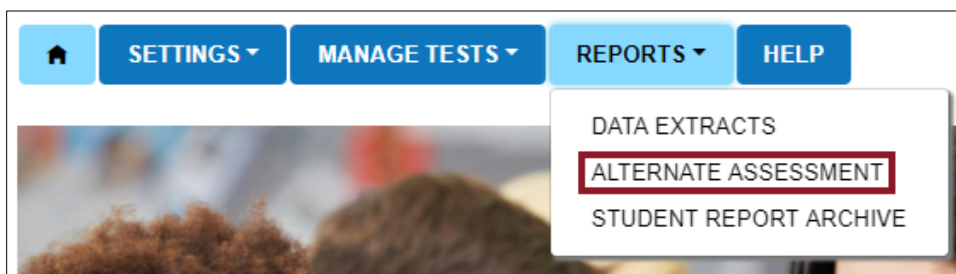 SETTINGS MANAGE TESTS REPORTS HELP
DATA EXTRACTS
ALTERNATE ASSESSMENT
STUDENT REPORT ARCHIVE